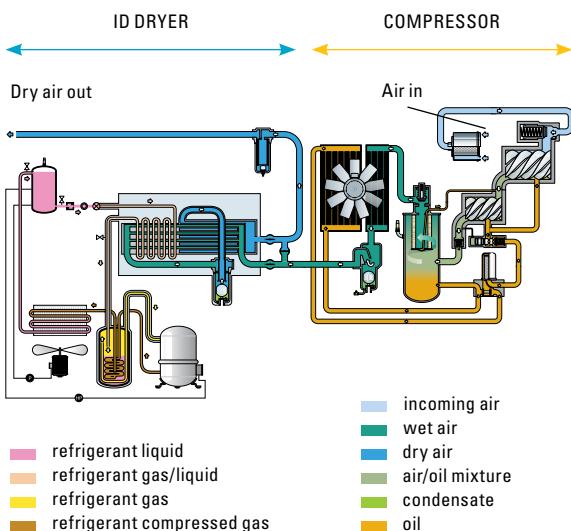 ID DRYER
COMPRESSOR
Dry air out
Air in
refrigerant liquid
refrigerant gas/liquid
refrigerant gas
refrigerant compressed gas
incoming air
wet air
dry air
air/oil mixture
condensate
oil